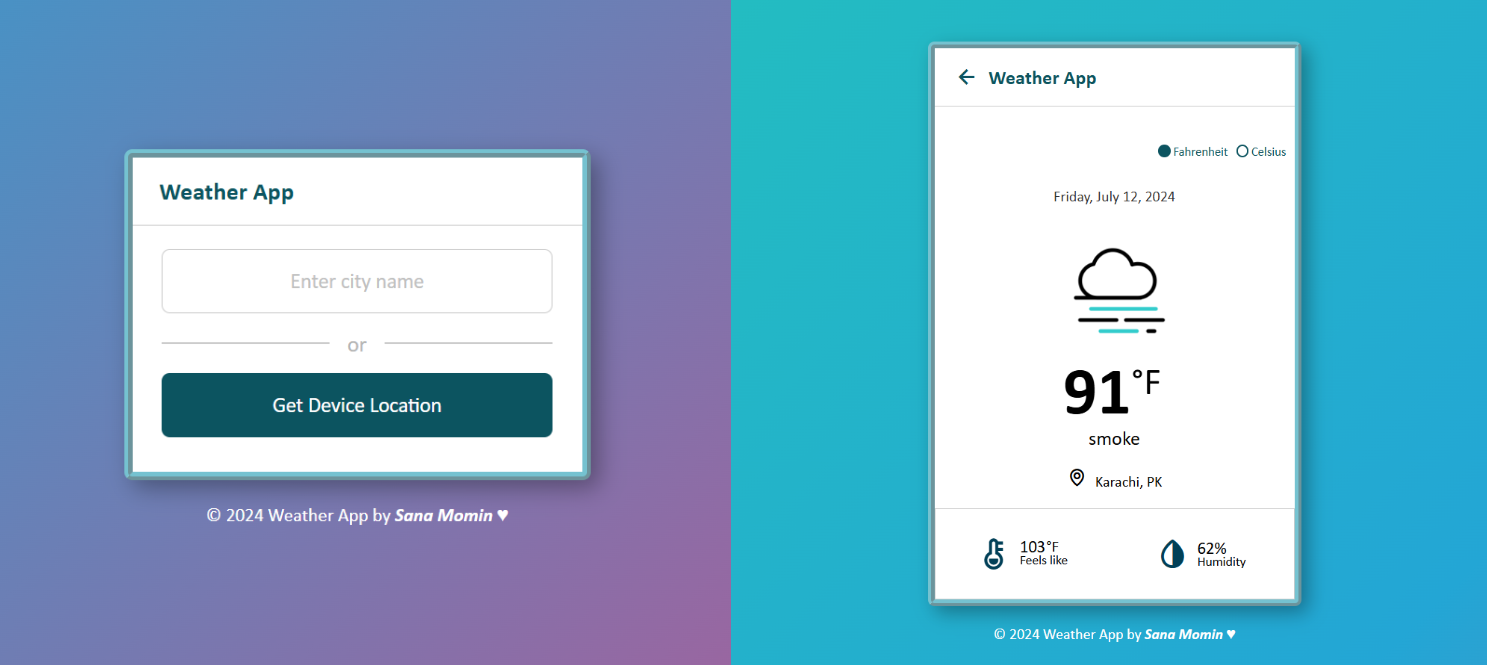 Weather App
Enter city name
or
Get Device Location
© 2024 Weather App by Sana Momin ♥
Weather App
Fahrenheit Celsius
Friday, July 12, 2024
91°F
smoke
Karachi, PK
103°F
Feels like
62%
Humidity
© 2024 Weather App by Sana Momin ♥